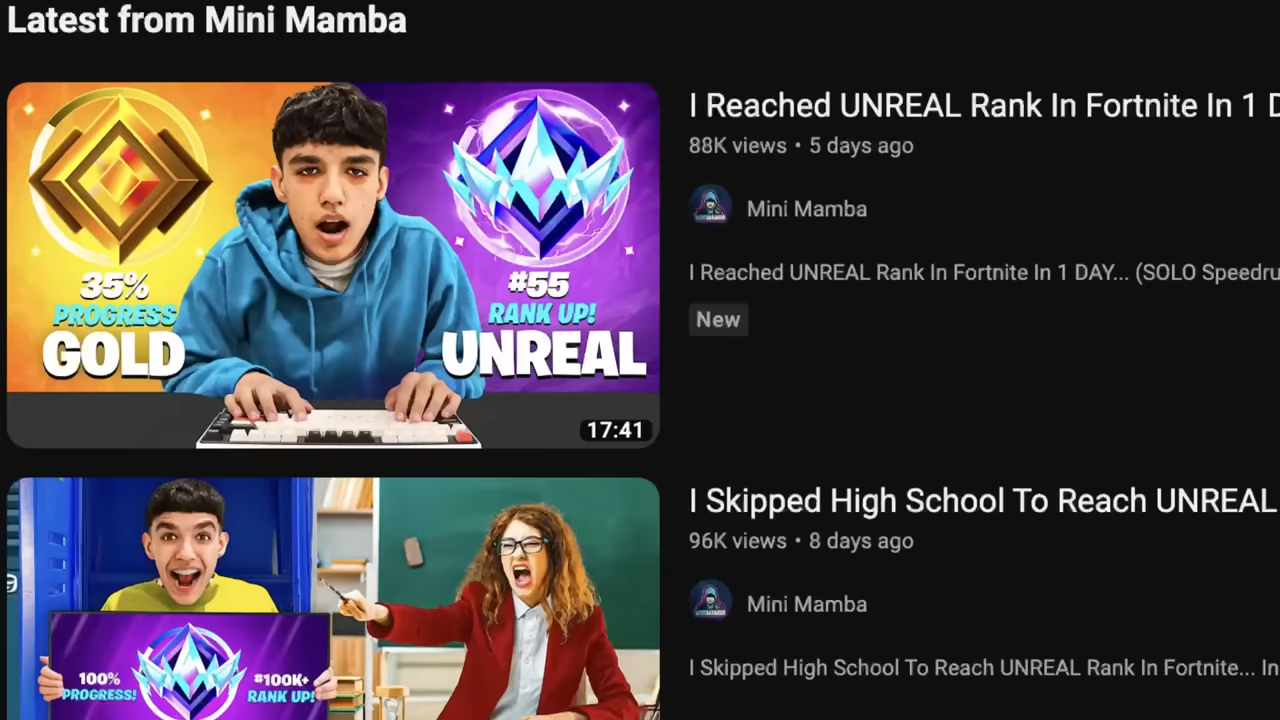 Latest from Mini Mamba
35%
PROGRESS
GOLD
#55
RANK UP!
UNREAL
17:41
I Reached UNREAL Rank In Fortnite In 1
88K views • 5 days ago
Mini Mamba
I Reached UNREAL Rank In Fortnite In 1 DAY... (SOLO
New
100%
PROGRESS!
#100K+
RANK UP!
I Skipped High School To Reach UNREAL
96K views • 8 days ago
Mini Mamba
I Skipped High School To Reach UNREAL Rank In Fortnite... In